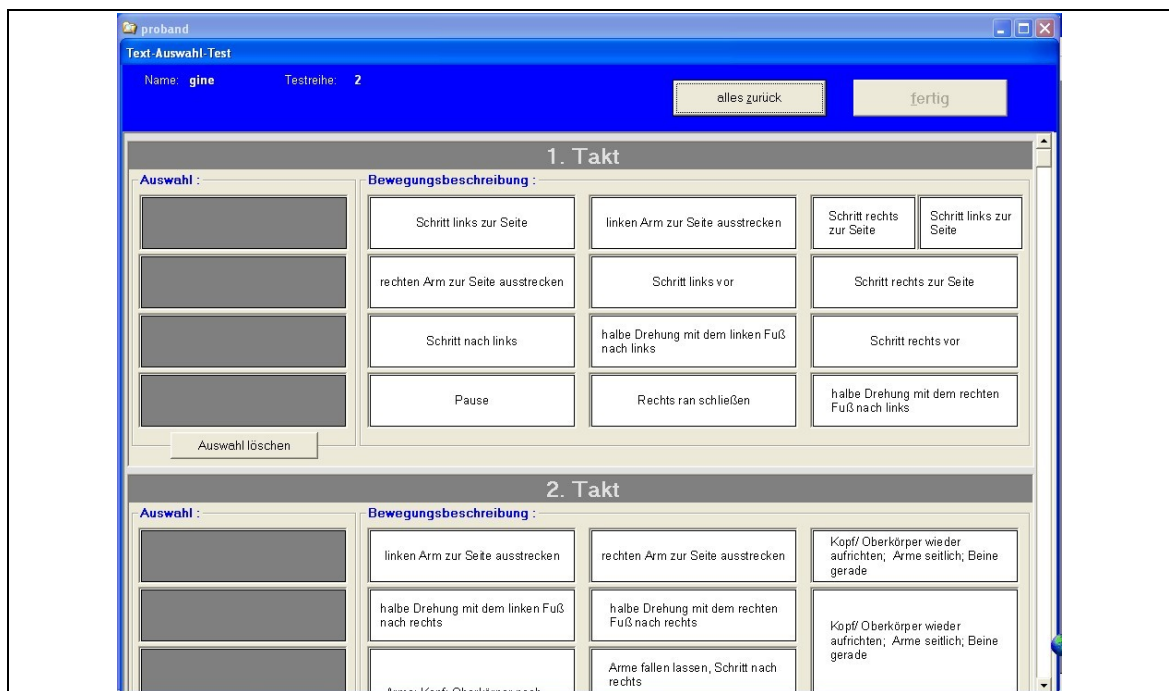 proband
Text-Auswahl-Test
Name: gine Testreihe: 2
alles zurück
fertig
1. Takt
Auswahl :
Bewegungsbeschreibung :
Schritt links zur Seite
linken Arm zur Seite ausstrecken
Schritt rechts
zur Seite
Schritt links zur
Seite
rechten Arm zur Seite ausstrecken
Schritt links vor
Schritt rechts zur Seite
Schritt nach links
halbe Drehung mit dem linken Fuß
nach links
Schritt rechts vor
Pause
Rechts ran schließen
halbe Drehung mit dem rechten
Fuß nach links
Auswahl löschen
2. Takt
Auswahl :
Bewegungsbeschreibung :
linken Arm zur Seite ausstrecken
rechten Arm zur Seite ausstrecken
Kopf/ Oberkörper wieder
aufrichten; Arme seitlich; Beine
gerade
halbe Drehung mit dem linken Fuß
nach rechts
halbe Drehung mit dem rechten
Fuß nach rechts
Kopf/ Oberkörper wieder
aufrichten; Arme seitlich; Beine
gerade
Arme fallen lassen, Schritt nach
rechts